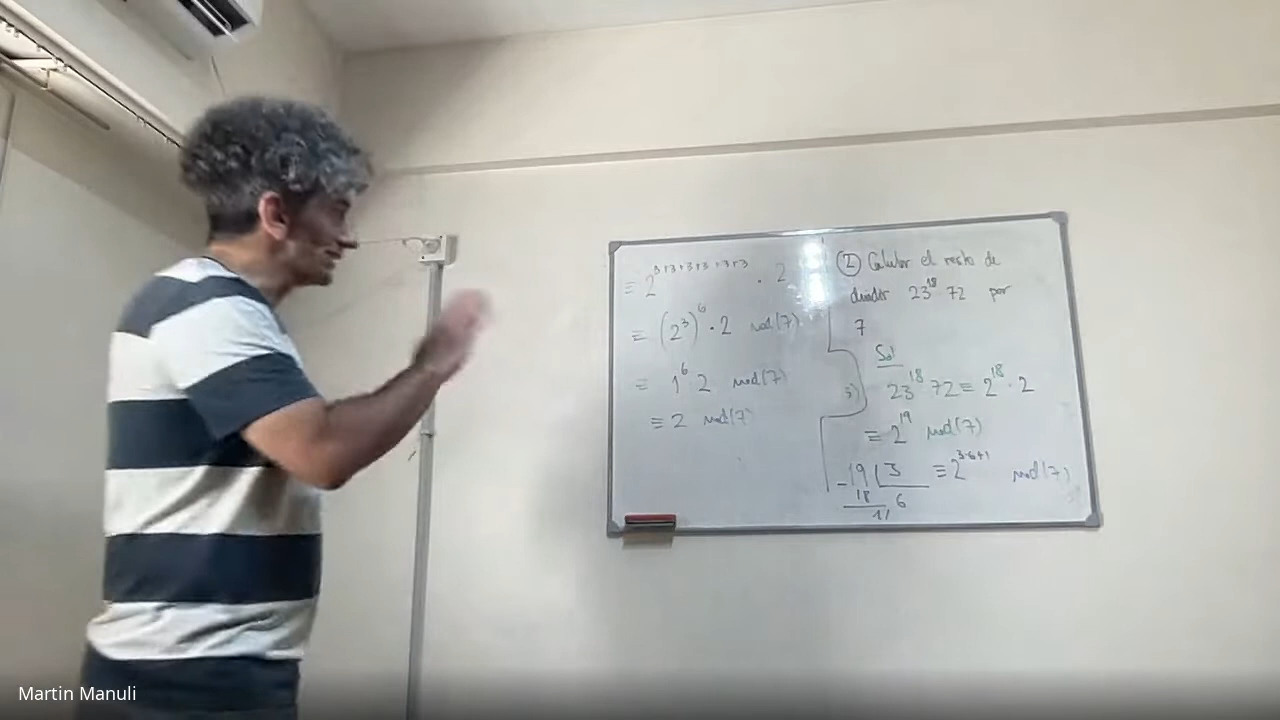 ≡ 2^{3+3+3+3+3+3} · 2
≡ (2^3)^6 · 2 mod(7)
≡ 1^6 2 mod(7)
≡ 2 mod(7)
② Calcular el resto de
dividir 23^{18} 72 por
7
Sol
23^{18} 72 ≡ 2^{18} · 2
≡ 2^{19} mod(7)
-19 | 3 ≡ 2^{3·6+1} mod(7)
18 6
1//
Martin Manuli